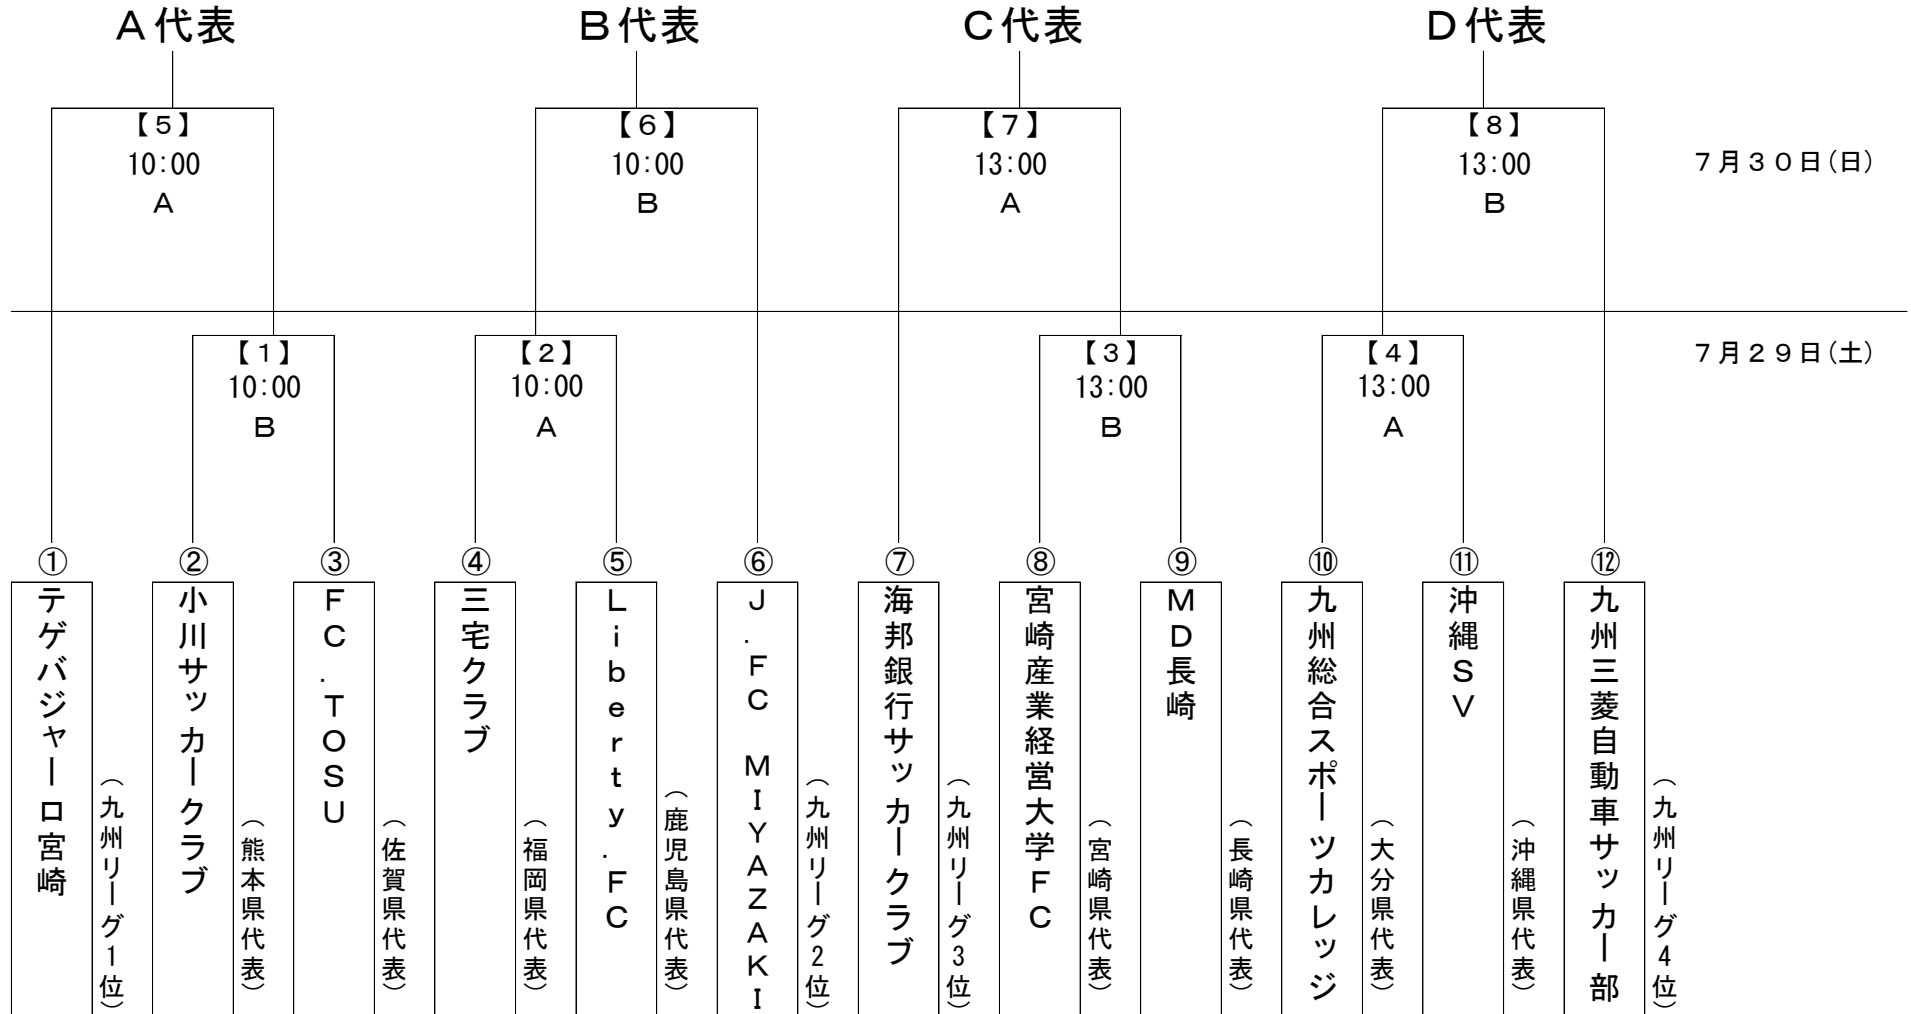 A代表
B代表
C代表
D代表
【5】
10:00
A
【6】
10:00
B
【7】
13:00
A
【8】
13:00
B
7月30日(日)
【1】
10:00
B
【2】
10:00
A
【3】
13:00
B
【4】
13:00
A
7月29日(土)
①
テゲバジャーロ宮崎
(九州リーグ1位)
②
小川サッカークラブ
(熊本県代表)
③
FC.TOSU
(佐賀県代表)
④
三宅クラブ
(福岡県代表)
⑤
Liberty.FC
(鹿児島県代表)
⑥
J.FC MIYAZAKI
(九州リーグ2位)
⑦
海邦銀行サッカークラブ
(九州リーグ3位)
⑧
宮崎産業経営大学FC
(宮崎県代表)
⑨
MD長崎
(長崎県代表)
⑩
九州総合スポーツカレッジ
(大分県代表)
⑪
沖縄SV
(沖縄県代表)
⑫
九州三菱自動車サッカー部
(九州リーグ4位)